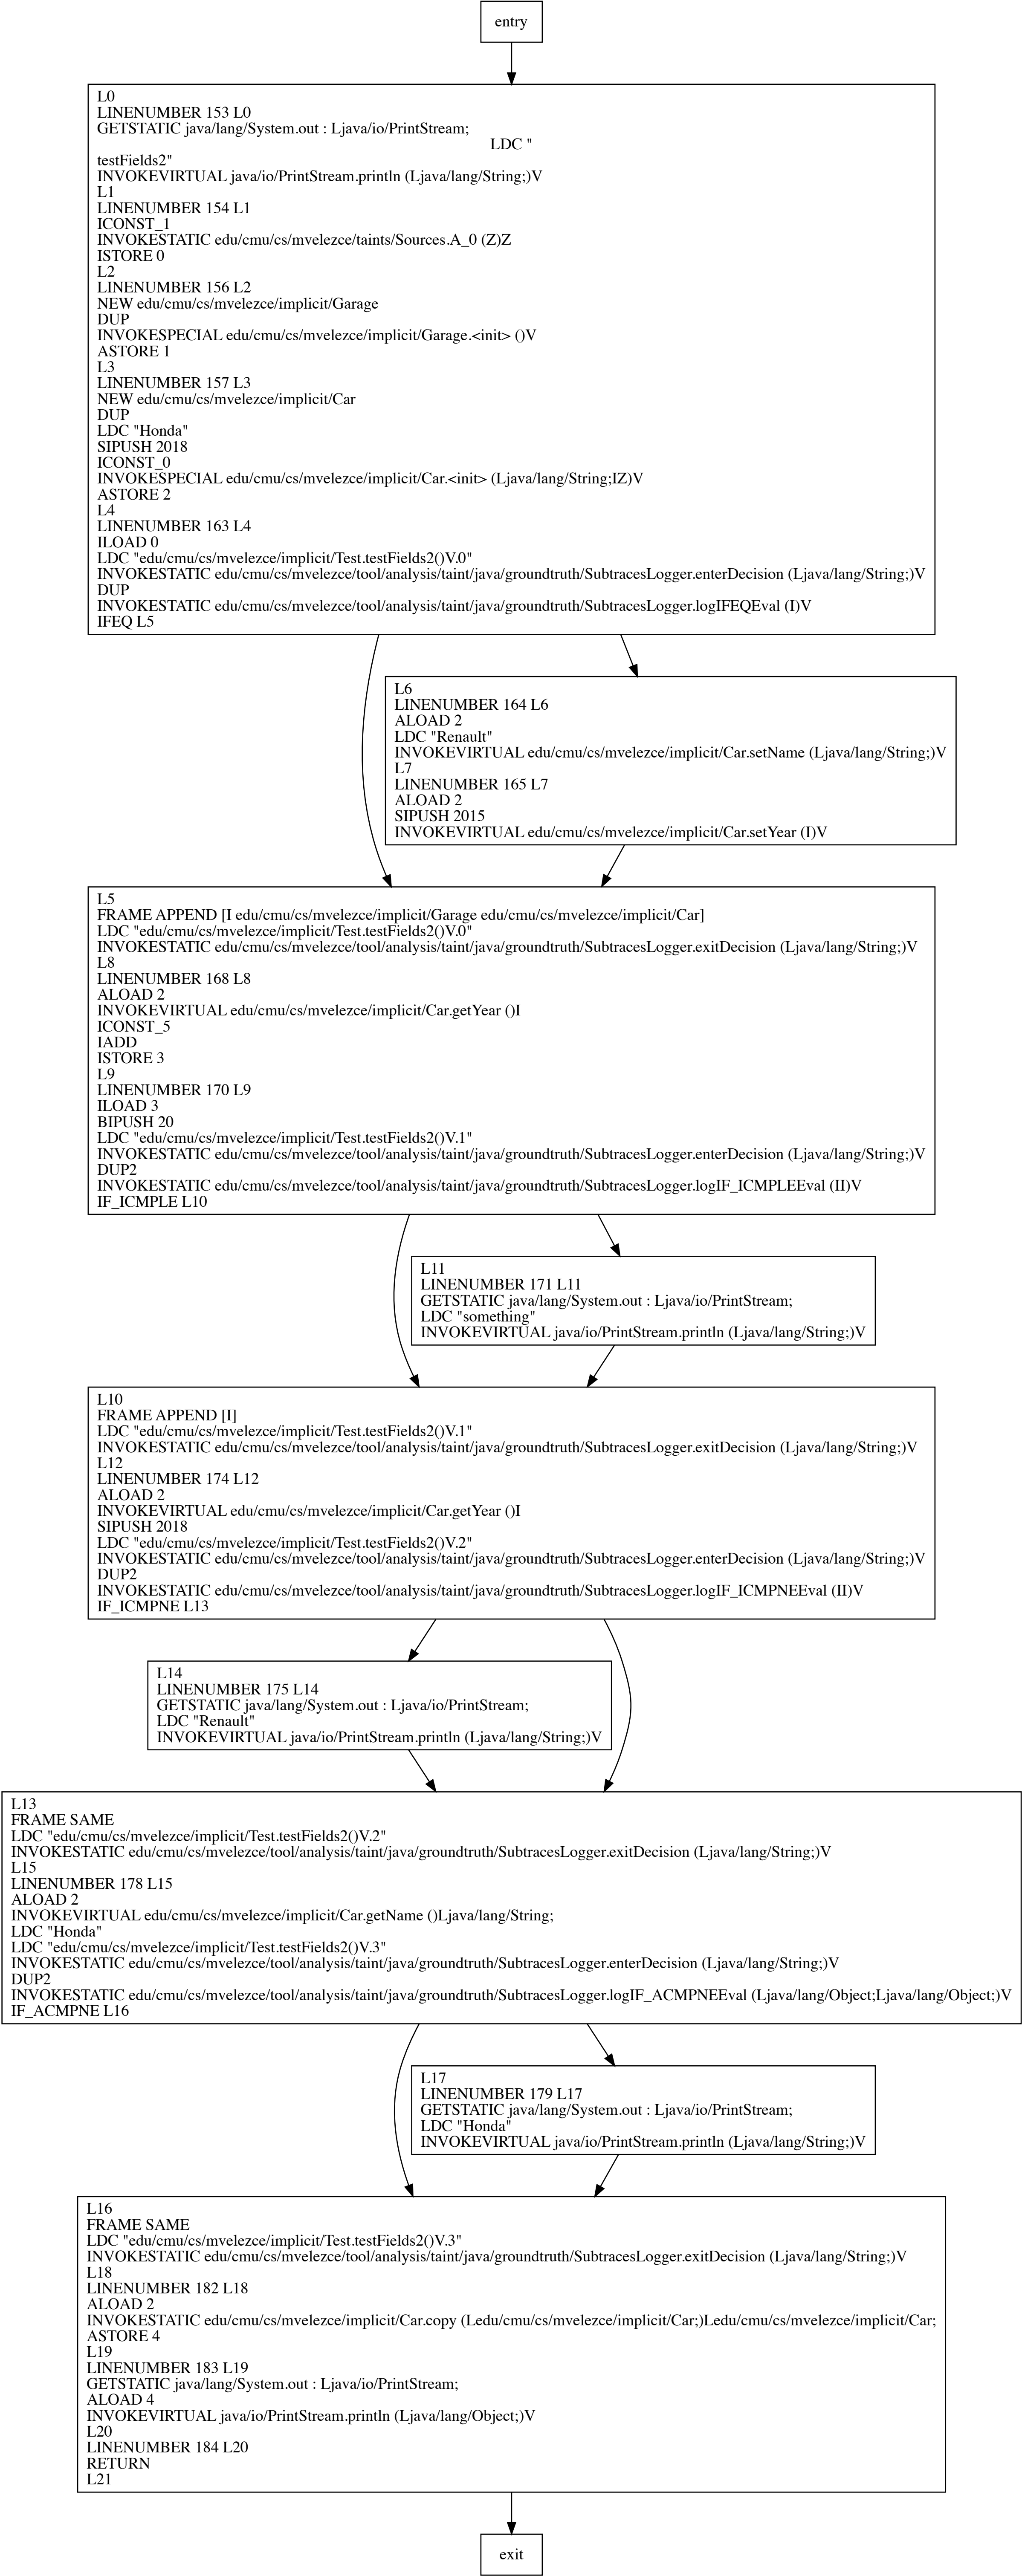 entry
L0
LINENUMBER 153 L0
GETSTATIC java/lang/System.out : Ljava/io/PrintStream;
LDC "
testFields2"
INVOKEVIRTUAL java/io/PrintStream.println (Ljava/lang/String;)V
L1
LINENUMBER 154 L1
ICONST_1
INVOKESTATIC edu/cmu/cs/mvelezce/taints/Sources.A_0 (Z)Z
ISTORE 0
L2
LINENUMBER 156 L2
NEW edu/cmu/cs/mvelezce/implicit/Garage
DUP
INVOKESPECIAL edu/cmu/cs/mvelezce/implicit/Garage.<init> ()V
ASTORE 1
L3
LINENUMBER 157 L3
NEW edu/cmu/cs/mvelezce/implicit/Car
DUP
LDC "Honda"
SIPUSH 2018
ICONST_0
INVOKESPECIAL edu/cmu/cs/mvelezce/implicit/Car.<init> (Ljava/lang/String;IZ)V
ASTORE 2
L4
LINENUMBER 163 L4
ILOAD 0
LDC "edu/cmu/cs/mvelezce/implicit/Test.testFields2()V.0"
INVOKESTATIC edu/cmu/cs/mvelezce/tool/analysis/taint/java/groundtruth/SubtracesLogger.enterDecision (Ljava/lang/String;)V
DUP
INVOKESTATIC edu/cmu/cs/mvelezce/tool/analysis/taint/java/groundtruth/SubtracesLogger.logIFEQEval (I)V
IFEQ L5
L6
LINENUMBER 164 L6
ALOAD 2
LDC "Renault"
INVOKEVIRTUAL edu/cmu/cs/mvelezce/implicit/Car.setName (Ljava/lang/String;)V
L7
LINENUMBER 165 L7
ALOAD 2
SIPUSH 2015
INVOKEVIRTUAL edu/cmu/cs/mvelezce/implicit/Car.setYear (I)V
L5
FRAME APPEND [I edu/cmu/cs/mvelezce/implicit/Garage edu/cmu/cs/mvelezce/implicit/Car]
LDC "edu/cmu/cs/mvelezce/implicit/Test.testFields2()V.0"
INVOKESTATIC edu/cmu/cs/mvelezce/tool/analysis/taint/java/groundtruth/SubtracesLogger.exitDecision (Ljava/lang/String;)V
L8
LINENUMBER 168 L8
ALOAD 2
INVOKEVIRTUAL edu/cmu/cs/mvelezce/implicit/Car.getYear ()I
ICONST_5
IADD
ISTORE 3
L9
LINENUMBER 170 L9
ILOAD 3
BIPUSH 20
LDC "edu/cmu/cs/mvelezce/implicit/Test.testFields2()V.1"
INVOKESTATIC edu/cmu/cs/mvelezce/tool/analysis/taint/java/groundtruth/SubtracesLogger.enterDecision (Ljava/lang/String;)V
DUP2
INVOKESTATIC edu/cmu/cs/mvelezce/tool/analysis/taint/java/groundtruth/SubtracesLogger.logIF_ICMPLEEval (II)V
IF_ICMPLE L10
L11
LINENUMBER 171 L11
GETSTATIC java/lang/System.out : Ljava/io/PrintStream;
LDC "something"
INVOKEVIRTUAL java/io/PrintStream.println (Ljava/lang/String;)V
L10
FRAME APPEND [I]
LDC "edu/cmu/cs/mvelezce/implicit/Test.testFields2()V.1"
INVOKESTATIC edu/cmu/cs/mvelezce/tool/analysis/taint/java/groundtruth/SubtracesLogger.exitDecision (Ljava/lang/String;)V
L12
LINENUMBER 174 L12
ALOAD 2
INVOKEVIRTUAL edu/cmu/cs/mvelezce/implicit/Car.getYear ()I
SIPUSH 2018
LDC "edu/cmu/cs/mvelezce/implicit/Test.testFields2()V.2"
INVOKESTATIC edu/cmu/cs/mvelezce/tool/analysis/taint/java/groundtruth/SubtracesLogger.enterDecision (Ljava/lang/String;)V
DUP2
INVOKESTATIC edu/cmu/cs/mvelezce/tool/analysis/taint/java/groundtruth/SubtracesLogger.logIF_ICMPNEEval (II)V
IF_ICMPNE L13
L14
LINENUMBER 175 L14
GETSTATIC java/lang/System.out : Ljava/io/PrintStream;
LDC "Renault"
INVOKEVIRTUAL java/io/PrintStream.println (Ljava/lang/String;)V
L13
FRAME SAME
LDC "edu/cmu/cs/mvelezce/implicit/Test.testFields2()V.2"
INVOKESTATIC edu/cmu/cs/mvelezce/tool/analysis/taint/java/groundtruth/SubtracesLogger.exitDecision (Ljava/lang/String;)V
L15
LINENUMBER 178 L15
ALOAD 2
INVOKEVIRTUAL edu/cmu/cs/mvelezce/implicit/Car.getName ()Ljava/lang/String;
LDC "Honda"
LDC "edu/cmu/cs/mvelezce/implicit/Test.testFields2()V.3"
INVOKESTATIC edu/cmu/cs/mvelezce/tool/analysis/taint/java/groundtruth/SubtracesLogger.enterDecision (Ljava/lang/String;)V
DUP2
INVOKESTATIC edu/cmu/cs/mvelezce/tool/analysis/taint/java/groundtruth/SubtracesLogger.logIF_ACMPNEEval (Ljava/lang/Object;Ljava/lang/Object;)V
IF_ACMPNE L16
L17
LINENUMBER 179 L17
GETSTATIC java/lang/System.out : Ljava/io/PrintStream;
LDC "Honda"
INVOKEVIRTUAL java/io/PrintStream.println (Ljava/lang/String;)V
L16
FRAME SAME
LDC "edu/cmu/cs/mvelezce/implicit/Test.testFields2()V.3"
INVOKESTATIC edu/cmu/cs/mvelezce/tool/analysis/taint/java/groundtruth/SubtracesLogger.exitDecision (Ljava/lang/String;)V
L18
LINENUMBER 182 L18
ALOAD 2
INVOKESTATIC edu/cmu/cs/mvelezce/implicit/Car.copy (Ledu/cmu/cs/mvelezce/implicit/Car;)Ledu/cmu/cs/mvelezce/implicit/Car;
ASTORE 4
L19
LINENUMBER 183 L19
GETSTATIC java/lang/System.out : Ljava/io/PrintStream;
ALOAD 4
INVOKEVIRTUAL java/io/PrintStream.println (Ljava/lang/Object;)V
L20
LINENUMBER 184 L20
RETURN
L21
exit